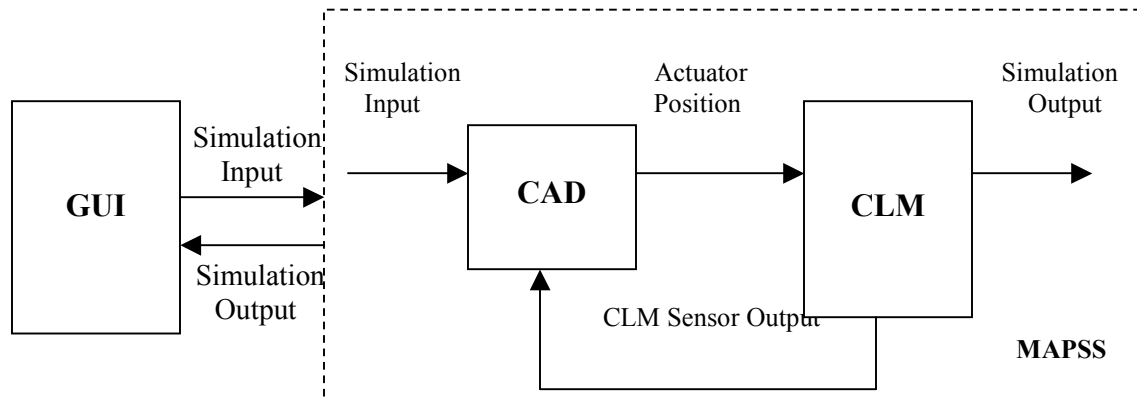 GUI
Simulation
Input
Simulation
Output
Simulation
Input
CAD
Actuator
Position
CLM
Simulation
Output
CLM Sensor Output
MAPSS